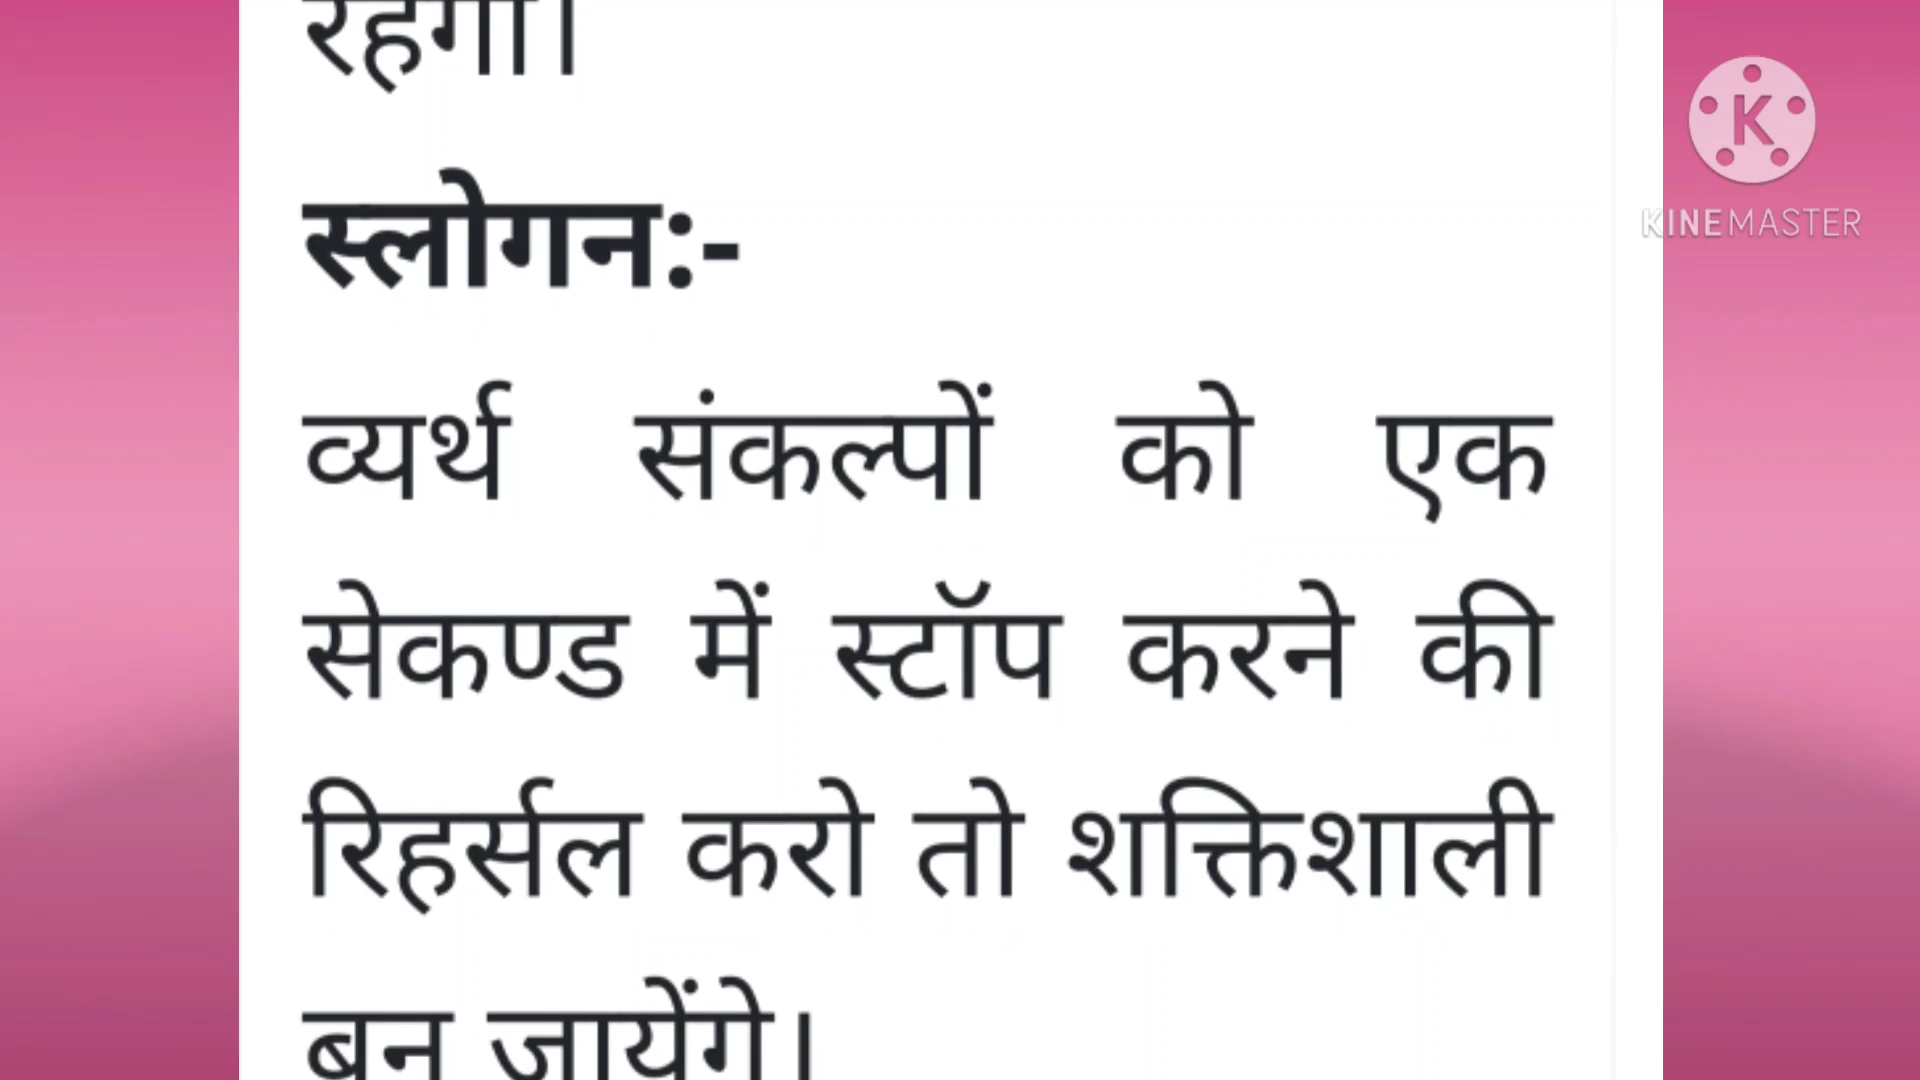 रहेगा।
स्लोगन:-
व्यर्थ संकल्पों को एक
सेकण्ड में स्टॉप करने की
रिहर्सल करो तो शक्तिशाली
बन जायेंगे।
K
KINEMASTER